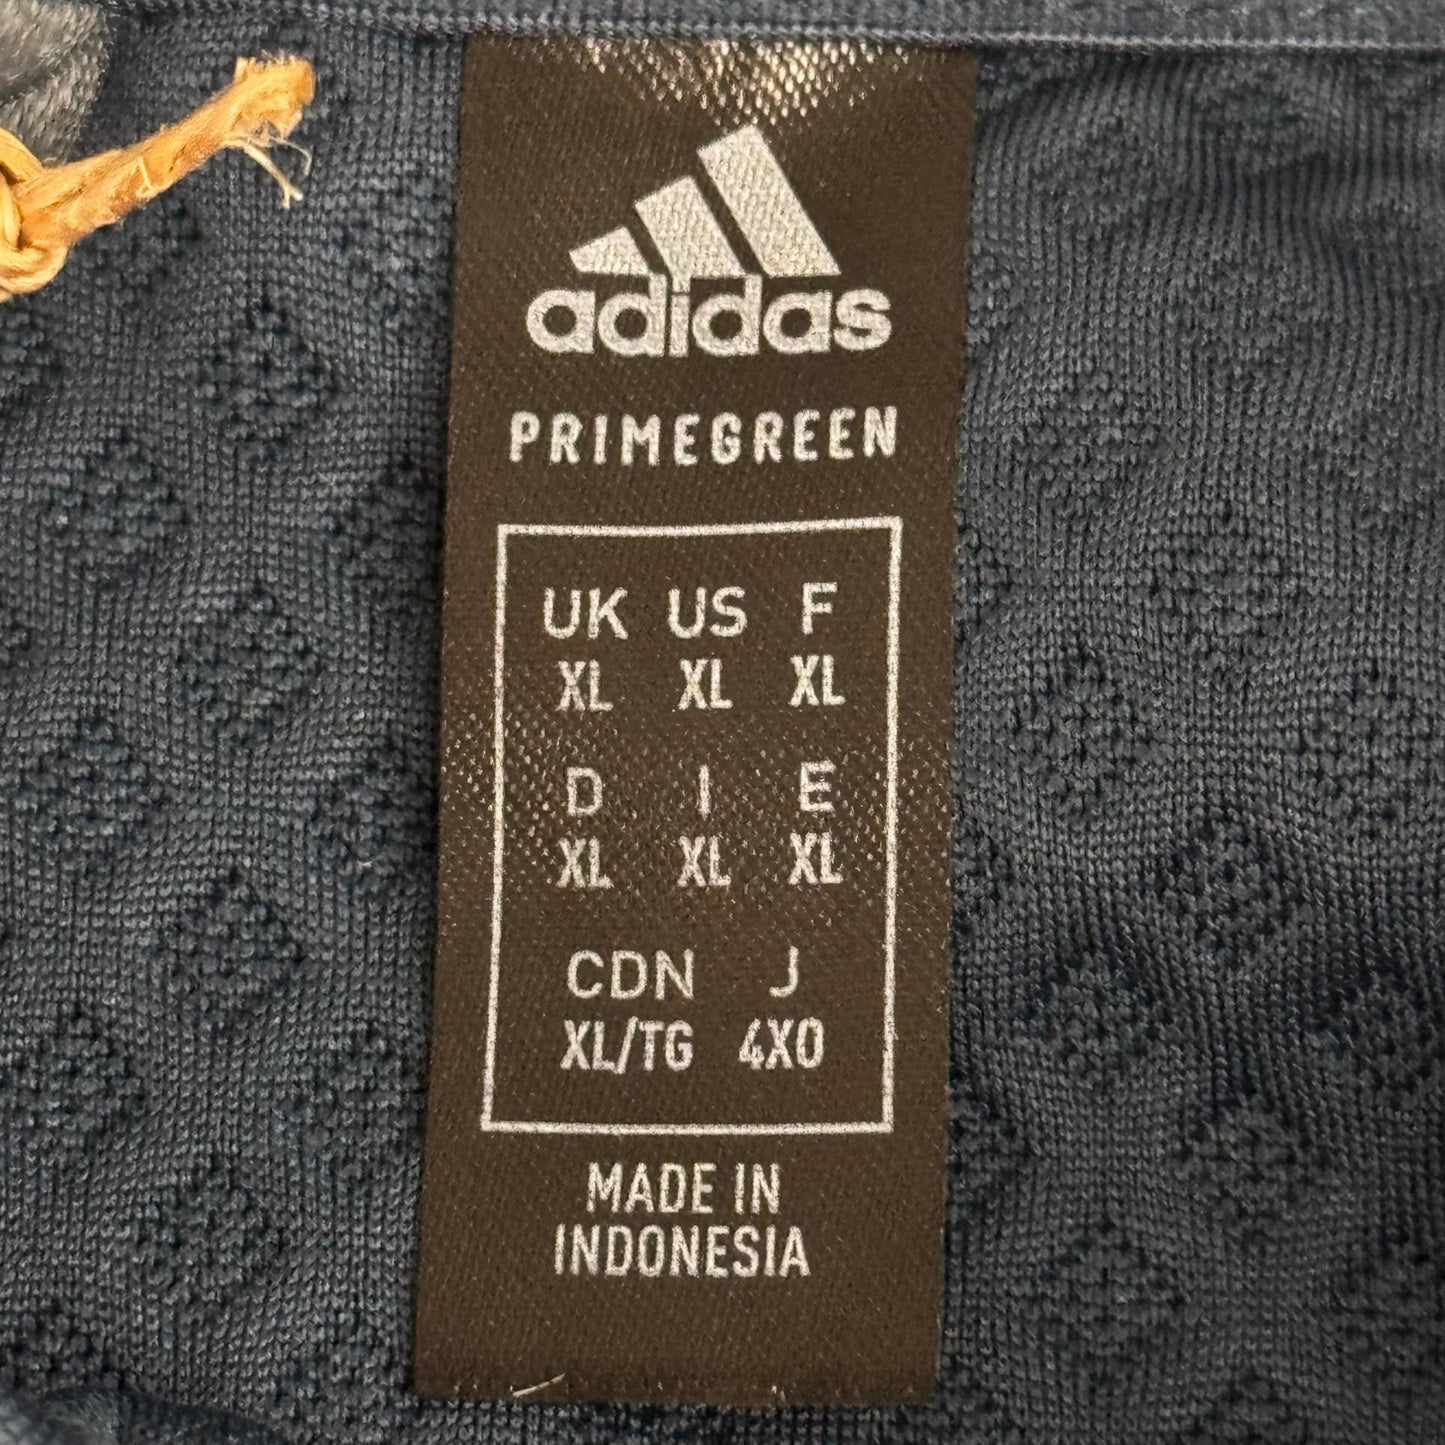 adidas
PRIMEGREEN
UK US F
XL XL XL
D I E
XL XL XL
CDN J
XL/TG 4XO
MADE IN
INDONESIA